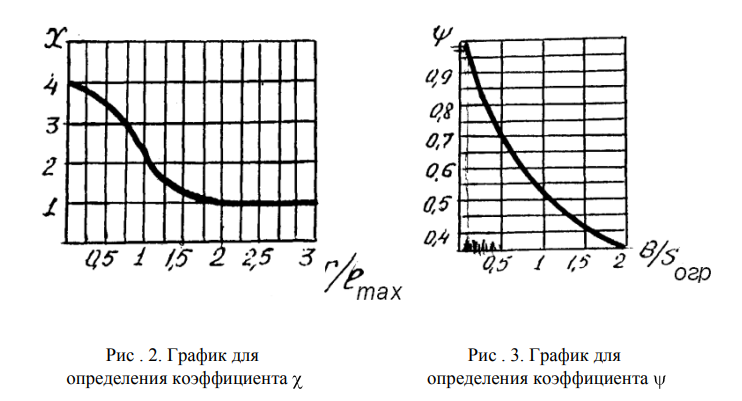 χ
4
3
2
1
0,5 1 1,5 2 2,5 3 r/l max
ψ
0,9
0,8
0,7
0,6
0,5
0,4
0,5 1 1,5 2 B/S огр
Рис . 2. График для
определения коэффициента χ
Рис . 3. График для
определения коэффициента ψ